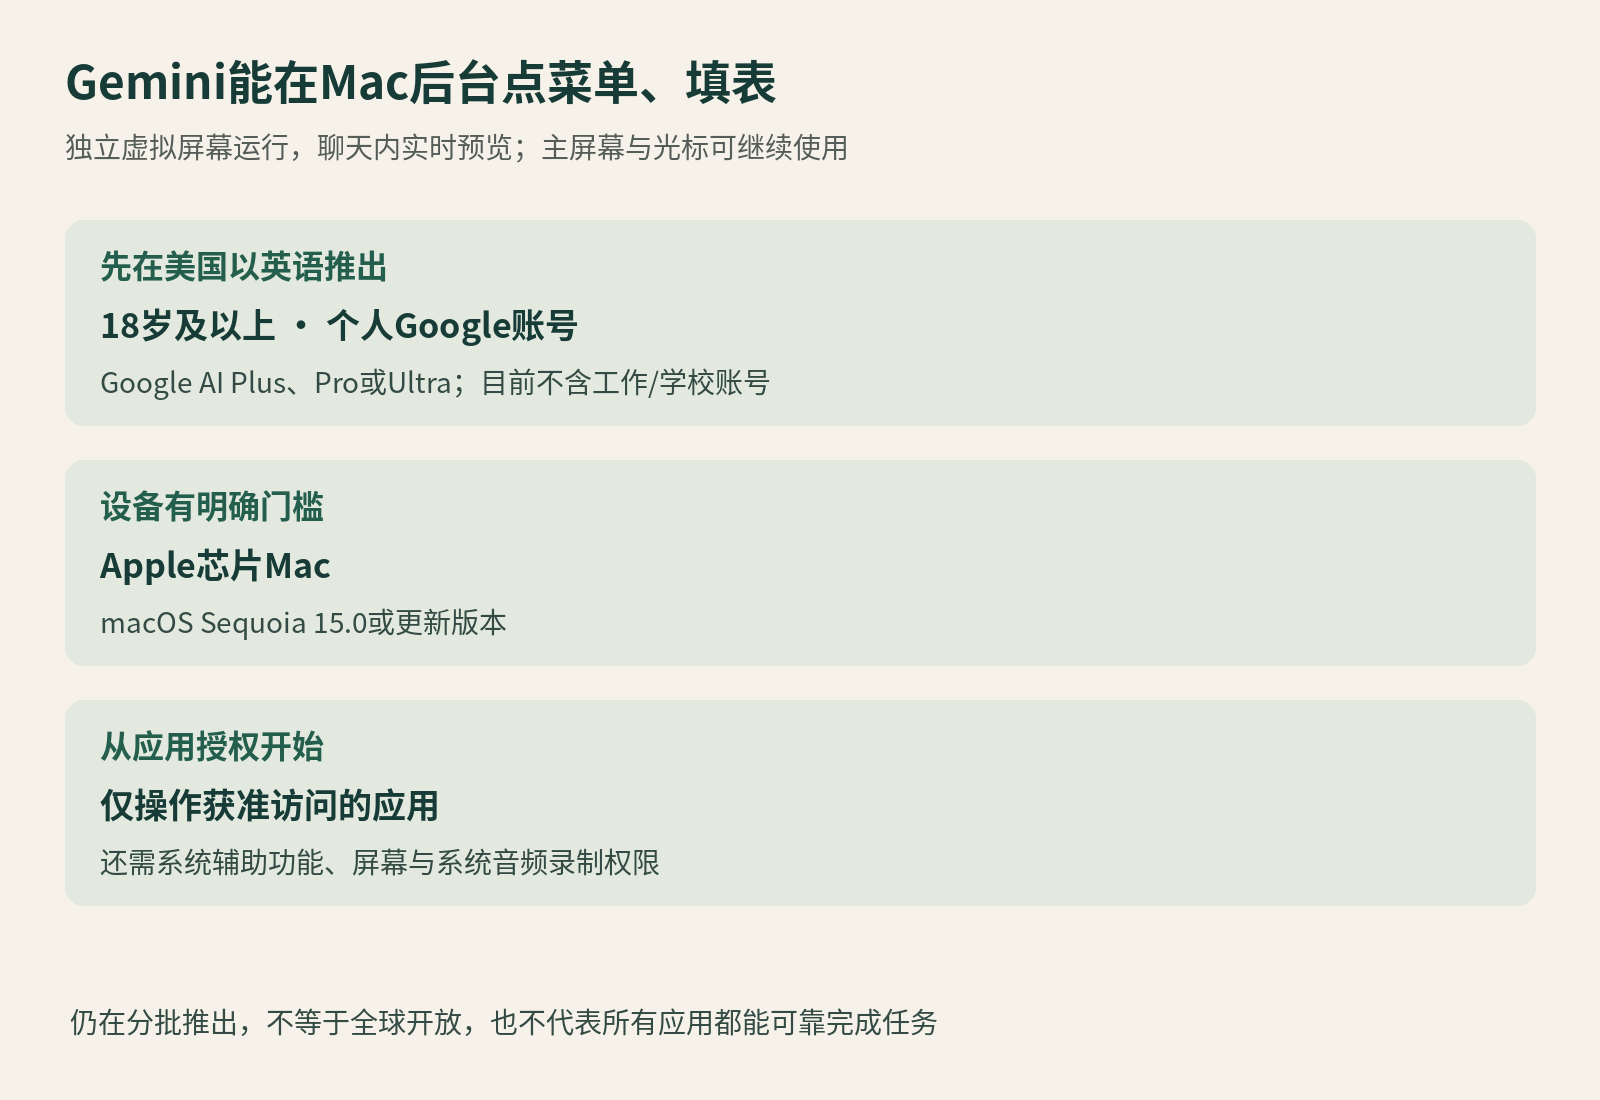 Gemini能在Mac后台点菜单、填表
独立虚拟屏幕运行，聊天内实时预览；主屏幕与光标可继续使用
先在美国以英语推出
18岁及以上 · 个人Google账号
Google AI Plus、Pro或Ultra；目前不含工作/学校账号
设备有明确门槛
Apple芯片Mac
macOS Sequoia 15.0或更新版本
从应用授权开始
仅操作获准访问的应用
还需系统辅助功能、屏幕与系统音频录制权限
仍在分批推出，不等于全球开放，也不代表所有应用都能可靠完成任务